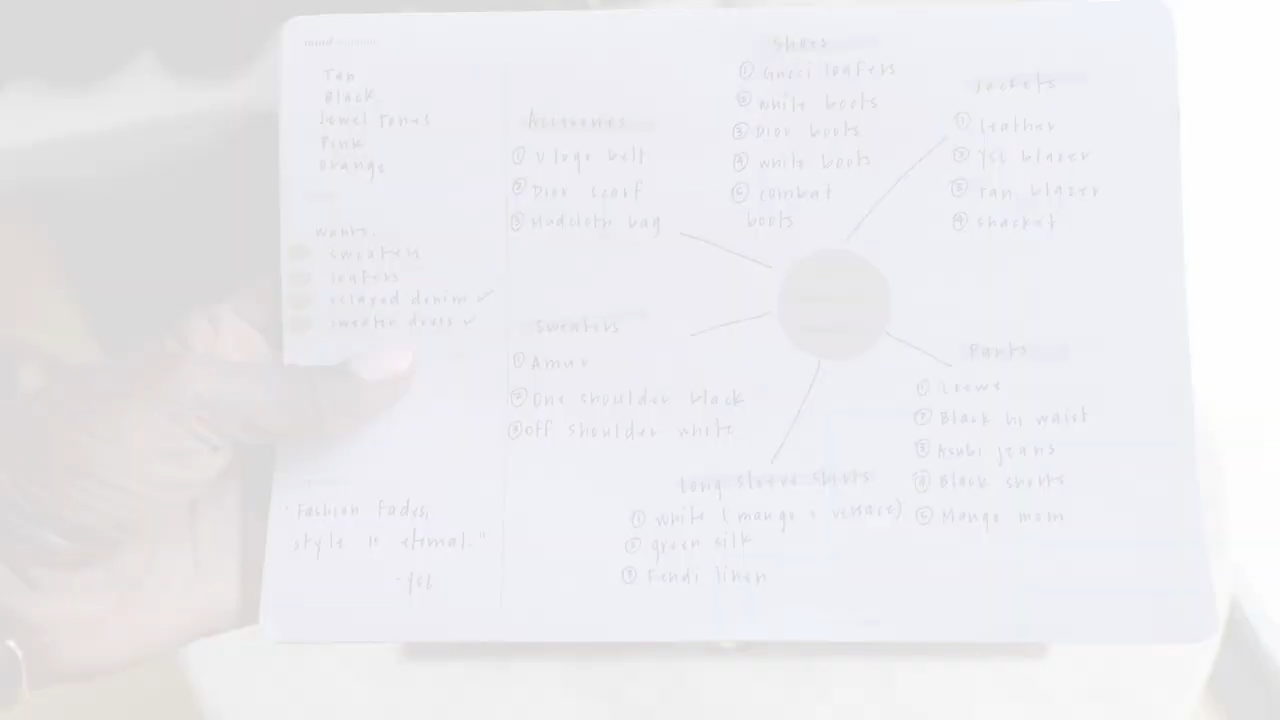 mind
Tan
Black
Jewel tones
Pink
orange
wants.
sweaters
loafers
relaxed denim ✓
sweater dress ✓
"Fashion fades,
style is eternal."
-YSL
Accessories
① belt
② Dior scarf
③ Mudcloth bag
Shoes
① Gucci loafers
② white boots
③ Dior boots
④ white boots
⑤ combat
boots
Jackets
① leather
② YSL blazer
③ Tan blazer
④ shacket
Sweaters
① Amur
② One shoulder black
③ off shoulder white
Pants
① Loewe
② Black hi waist
③ jeans
④ Black shorts
⑤ Mango mom
Long sleeve shirts
① white (mango + versace)
② green silk
③ Fendi linen